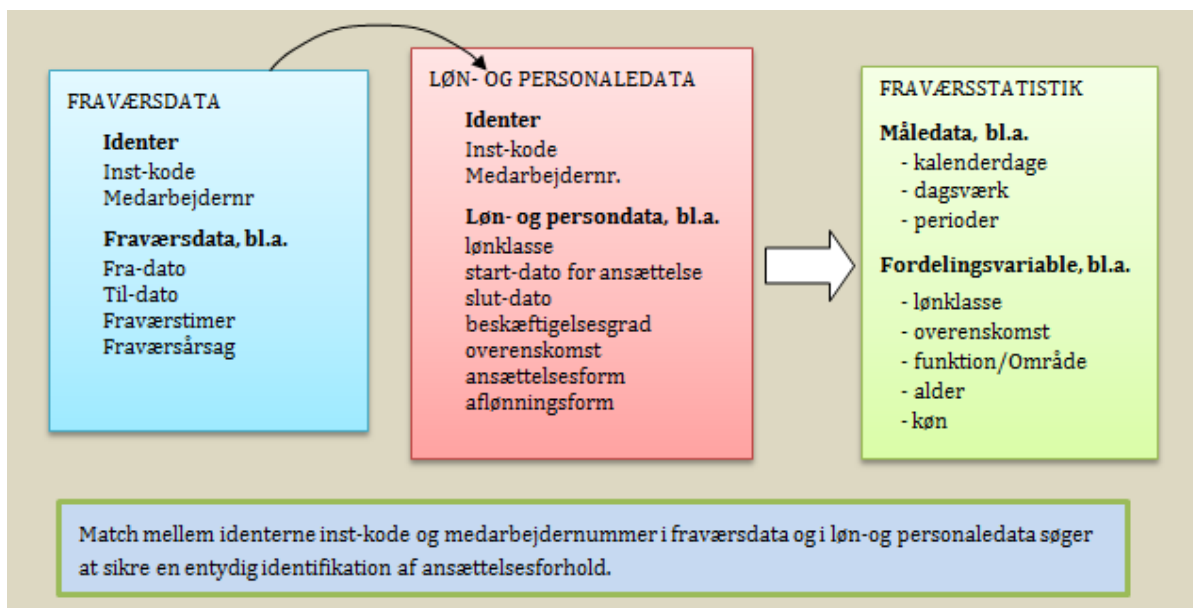 FRAVÆRSDATA
Identer
Inst-kode
Medarbejdernr
Fraværsdata, bl.a.
Fra-dato
Til-dato
Fraværstimer
Fraværsårsag
LØN- OG PERSONALEDATA
Identer
Inst-kode
Medarbejdernr.
Løn- og persondata, bl.a.
lønklasse
start-dato for ansættelse
slut-dato
beskæftigelsesgrad
overenskomst
ansættelsesform
aflønningsform
FRAVÆRSSTATISTIK
Måledata, bl.a.
- kalenderdage
- dagsværk
- perioder
Fordelingsvariable, bl.a.
- lønklasse
- overenskomst
- funktion/Område
- alder
- køn
Match mellem identerne inst-kode og medarbejdernummer i fraværsdata og i løn-og personaledata søger
at sikre en entydig identifikation af ansættelsesforhold.